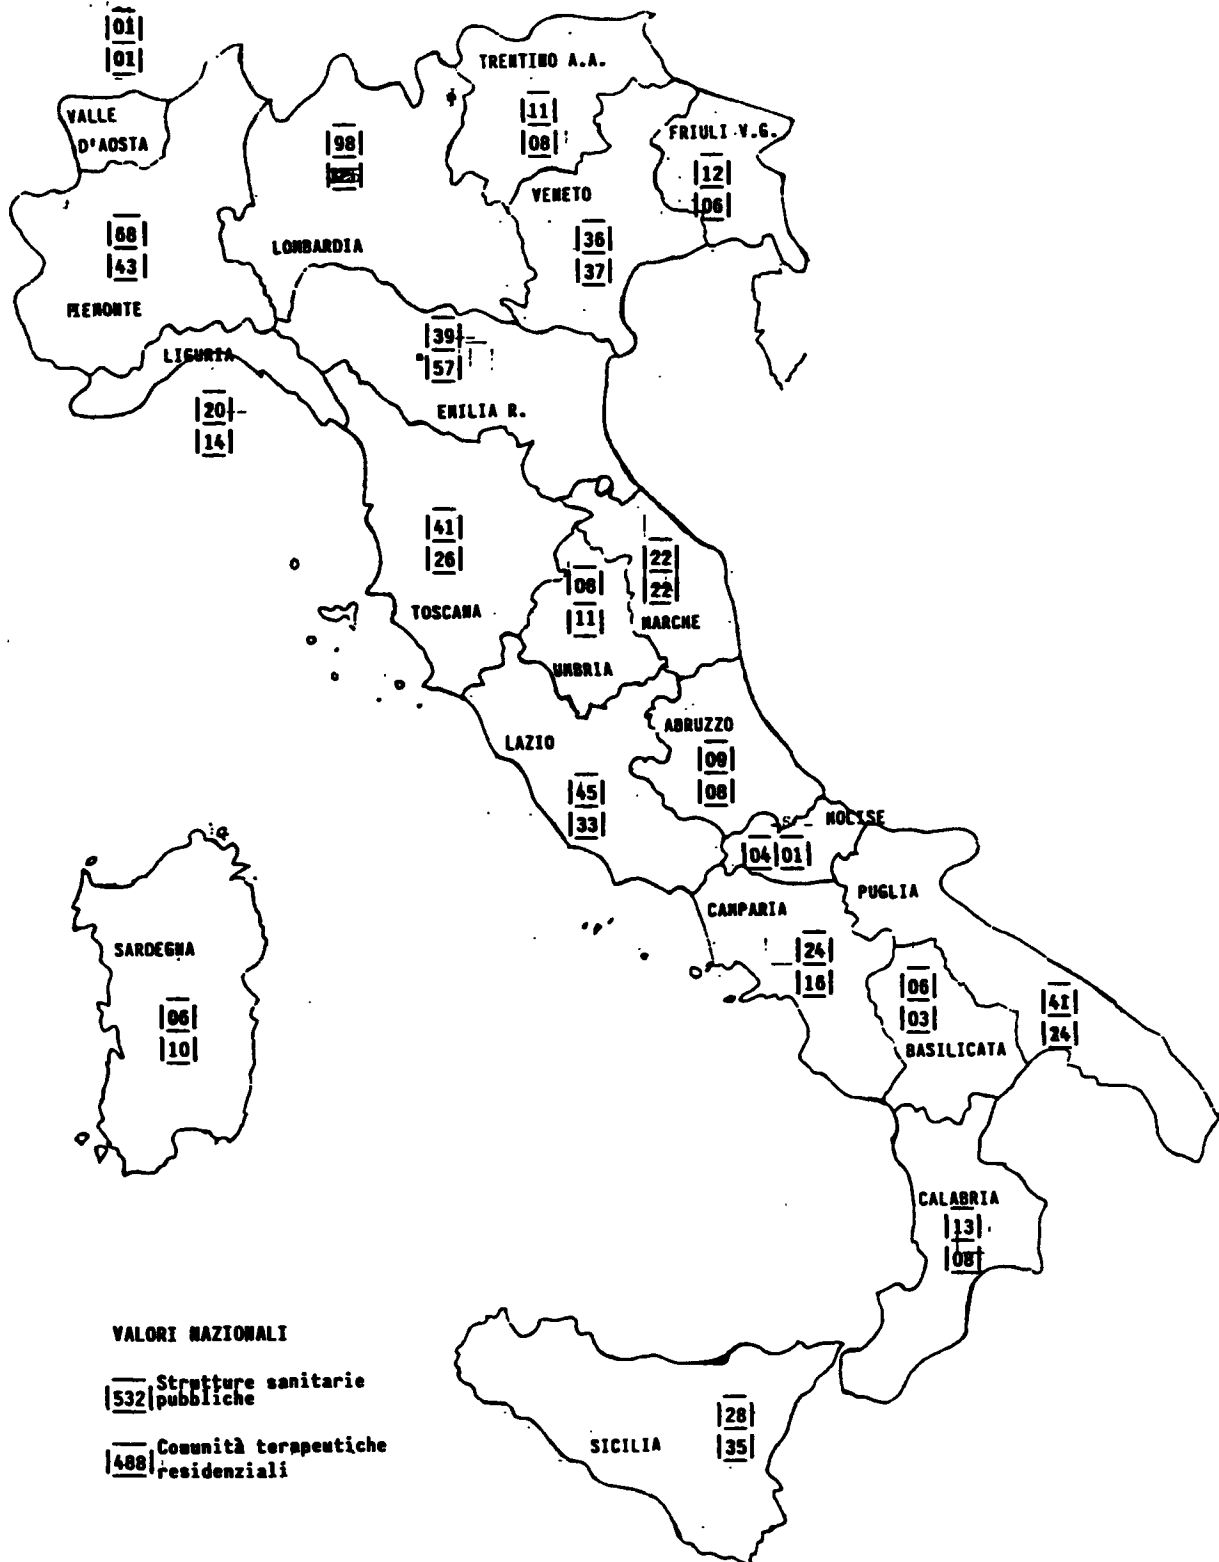 |01|
|01|
VALLE
D'AOSTA
TRENTINO A.A.
|11|
|08|
FRIULI V.G.
|12|
|06|
|98|
LOMBARDIA
VENETO
|36|
|37|
|68|
|43|
PIEMONTE
LIGURIA
|20|
|14|
|39|
|57|
EMILIA R.
|41|
|26|
TOSCANA
|08|
|11|
UMBRIA
|22|
|22|
MARCHE
LAZIO
|45|
|33|
ABRUZZO
|09|
|08|
MOLISE
|04|01|
CAMPARIA
|24|
|16|
PUGLIA
|41|
|24|
|06|
|03|
BASILICATA
SARDEGNA
|06|
|10|
CALABRIA
|13|
|08|
SICILIA
|28|
|35|
VALORI NAZIONALI
|532| Strutture sanitarie
pubbliche
|488| Comunità terapeutiche
residenziali